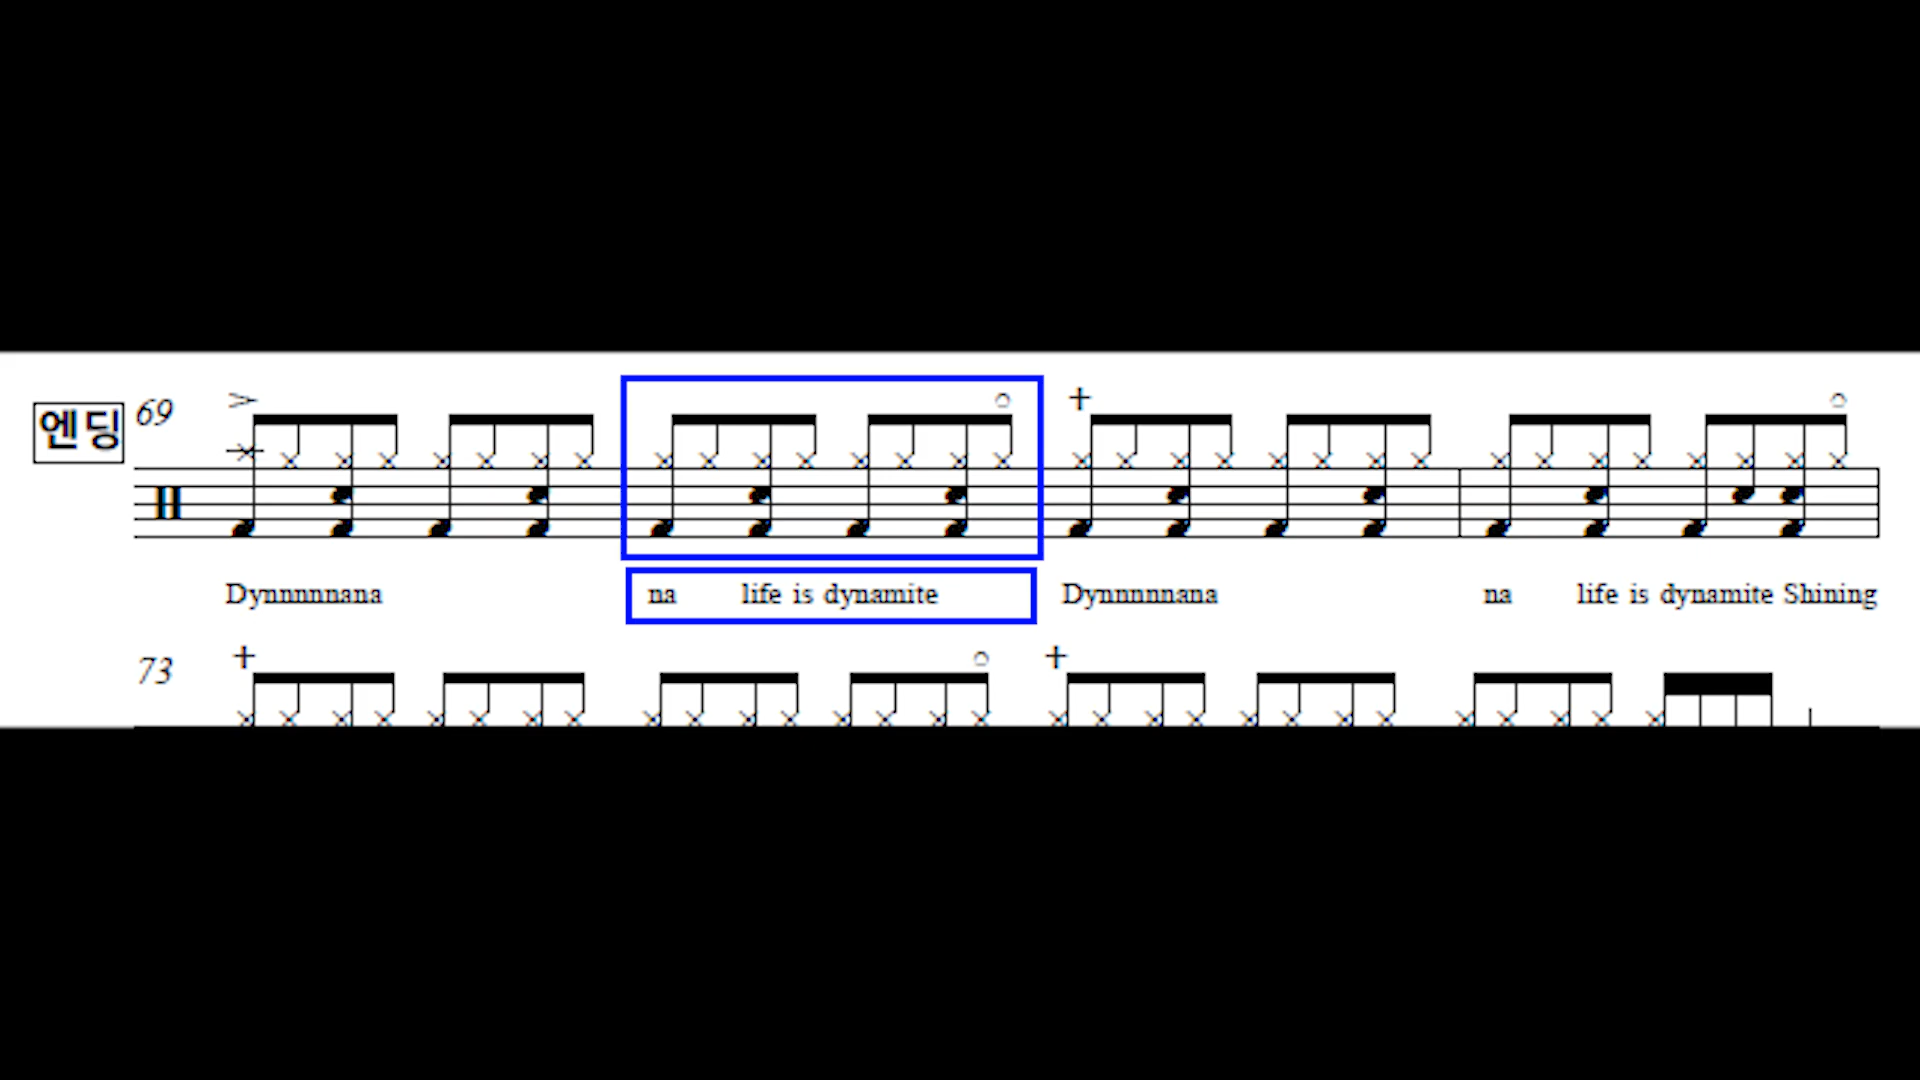 엔딩 69
Dynnnnnana na life is dynamite Dynnnnnana na life is dynamite Shining
73